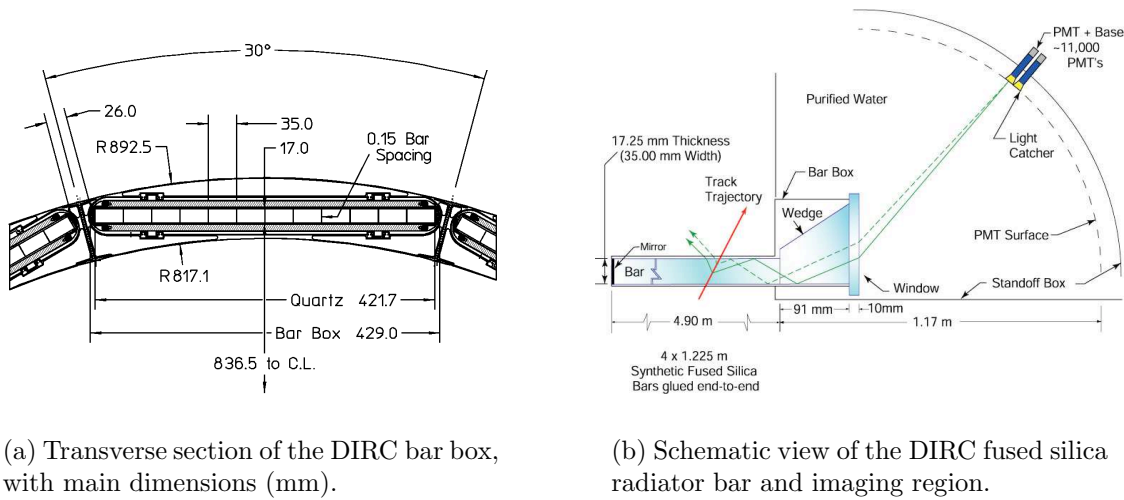 30°
26.0
35.0
R892.5
17.0
0.15 Bar
Spacing
R817.1
Quartz 421.7
Bar Box 429.0
836.5 to C.L.
PMT + Base
~11,000
PMT's
Purified Water
17.25 mm Thickness
(35.00 mm Width)
Light
Catcher
Bar Box
Track
Trajectory
Wedge
PMT Surface
Mirror
Bar
Window
Standoff Box
91 mm
10mm
4.90 m
1.17 m
4 x 1.225 m
Synthetic Fused Silica
Bars glued end-to-end
(a) Transverse section of the DIRC bar box,
with main dimensions (mm).
(b) Schematic view of the DIRC fused silica
radiator bar and imaging region.